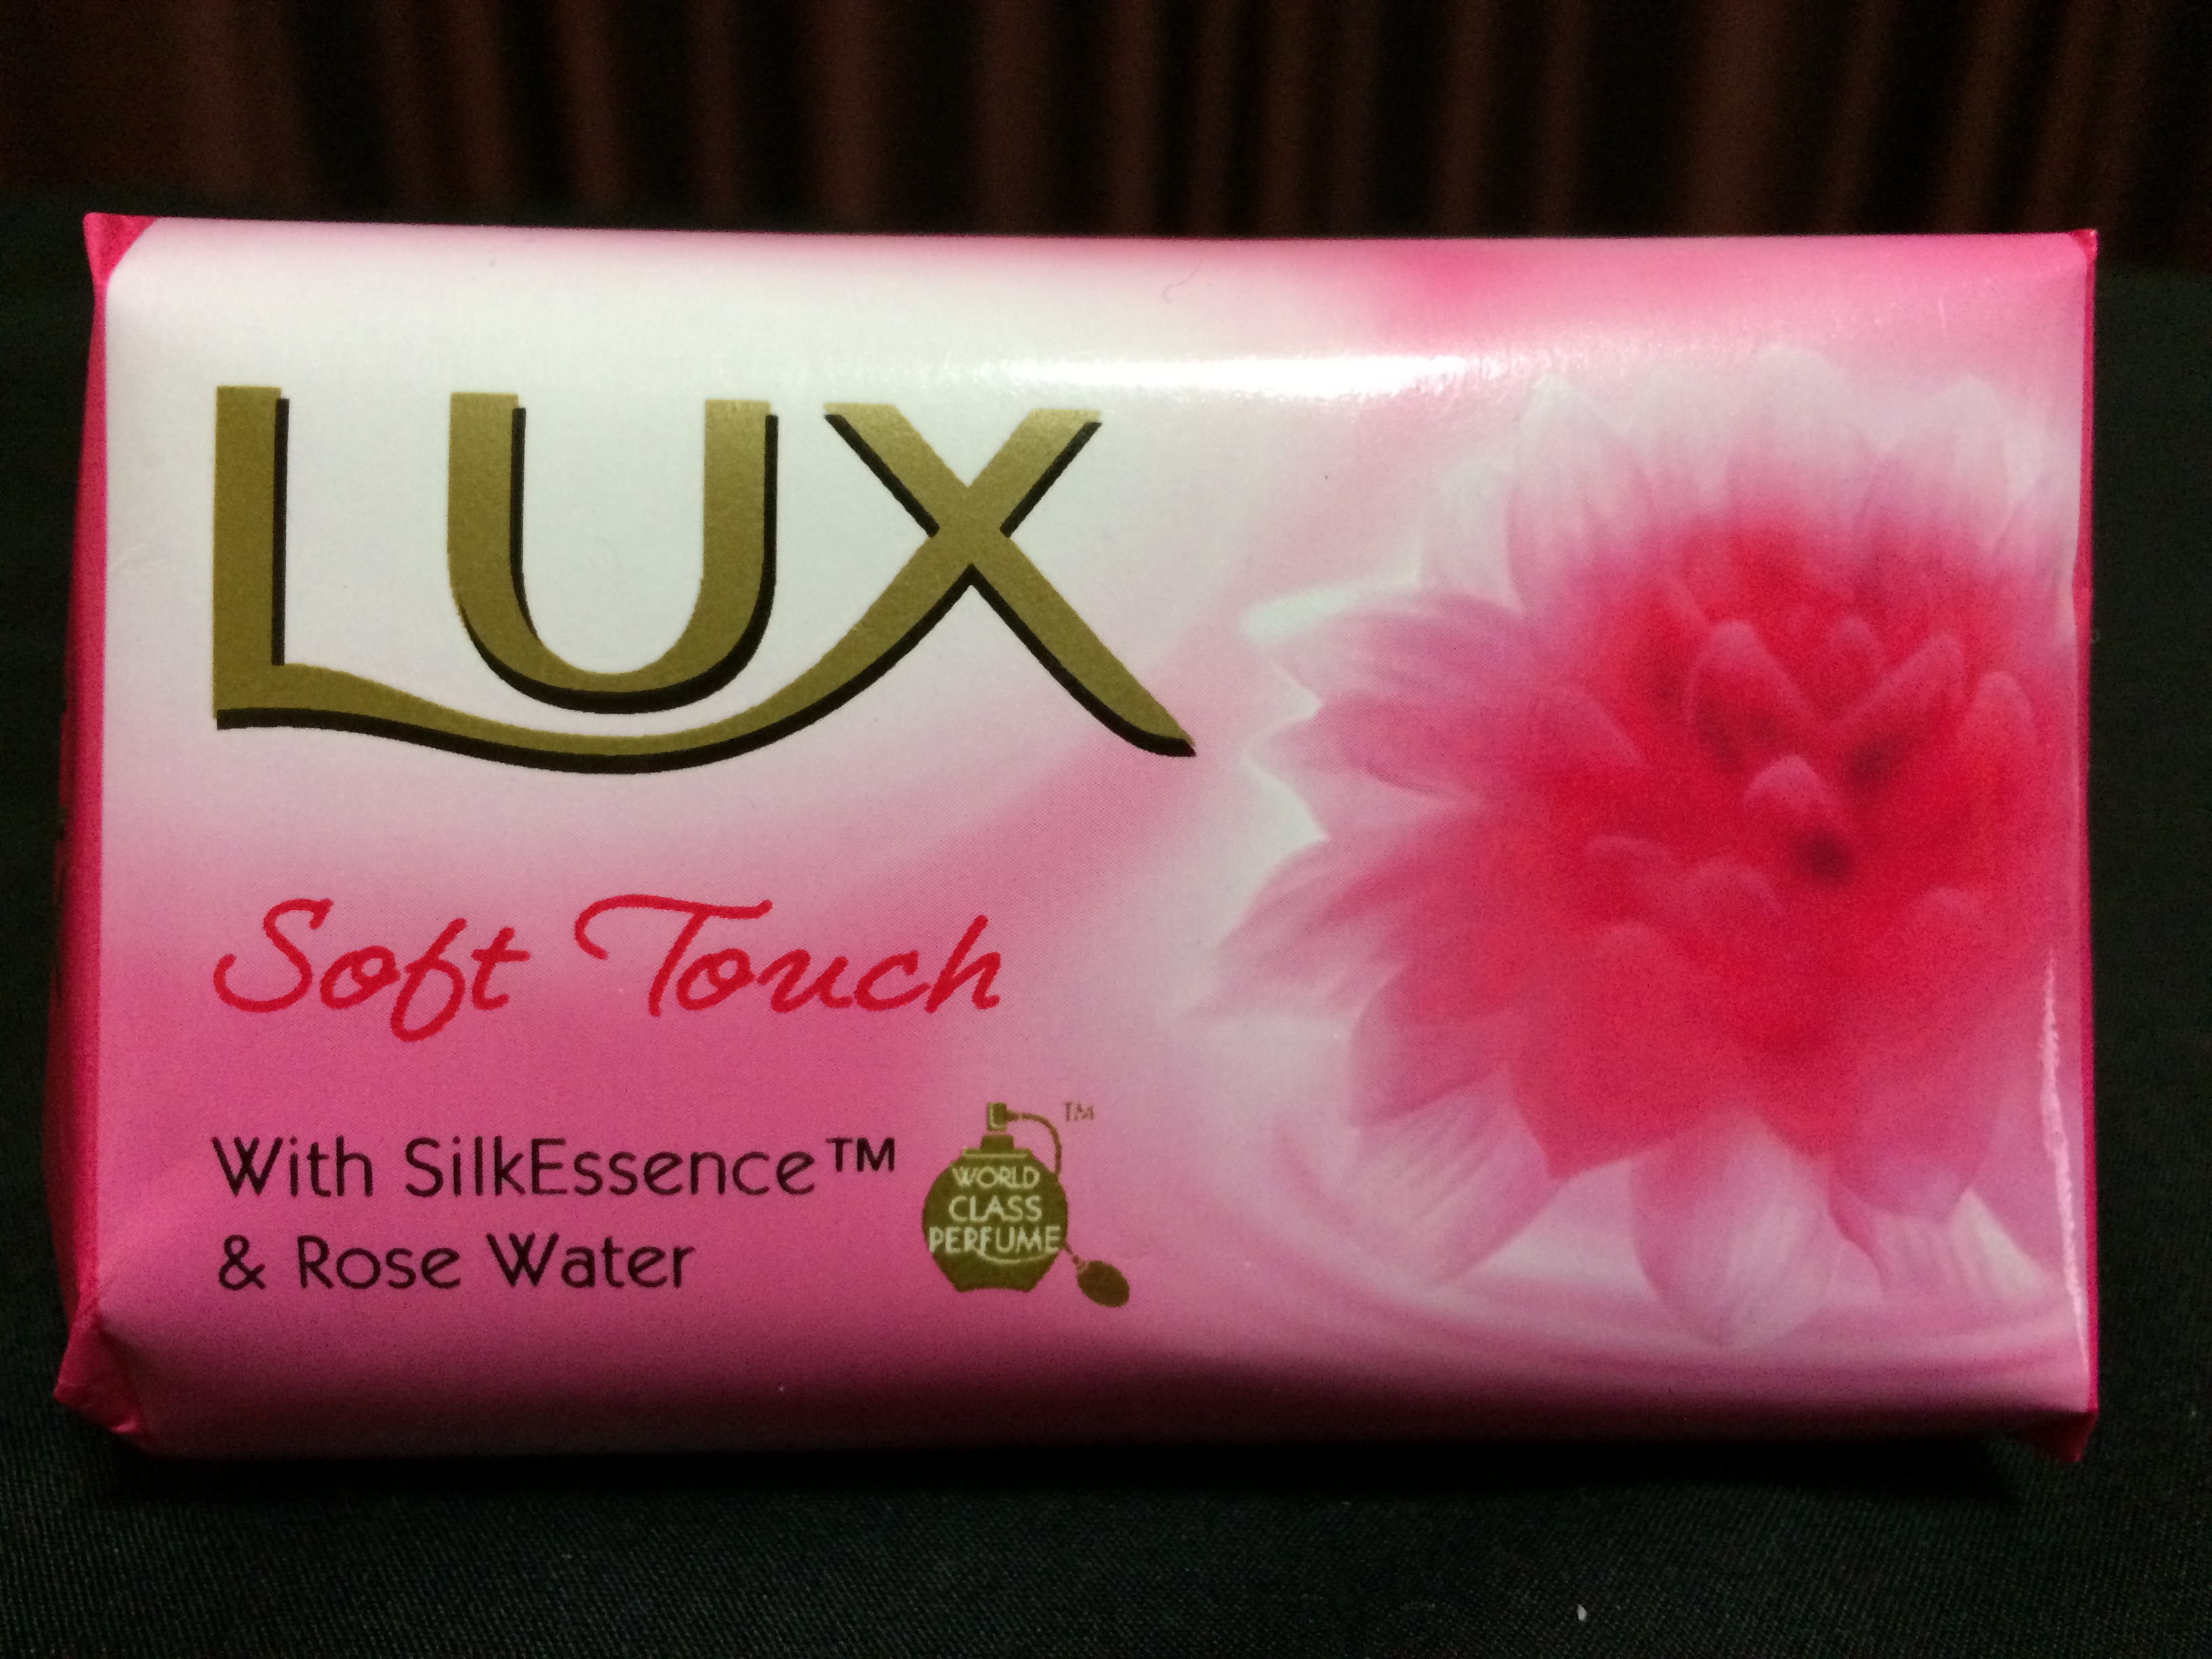 LUX
Soft Touch
With SilkEssence™
& Rose Water
TM
WORLD
CLASS
PERFUME